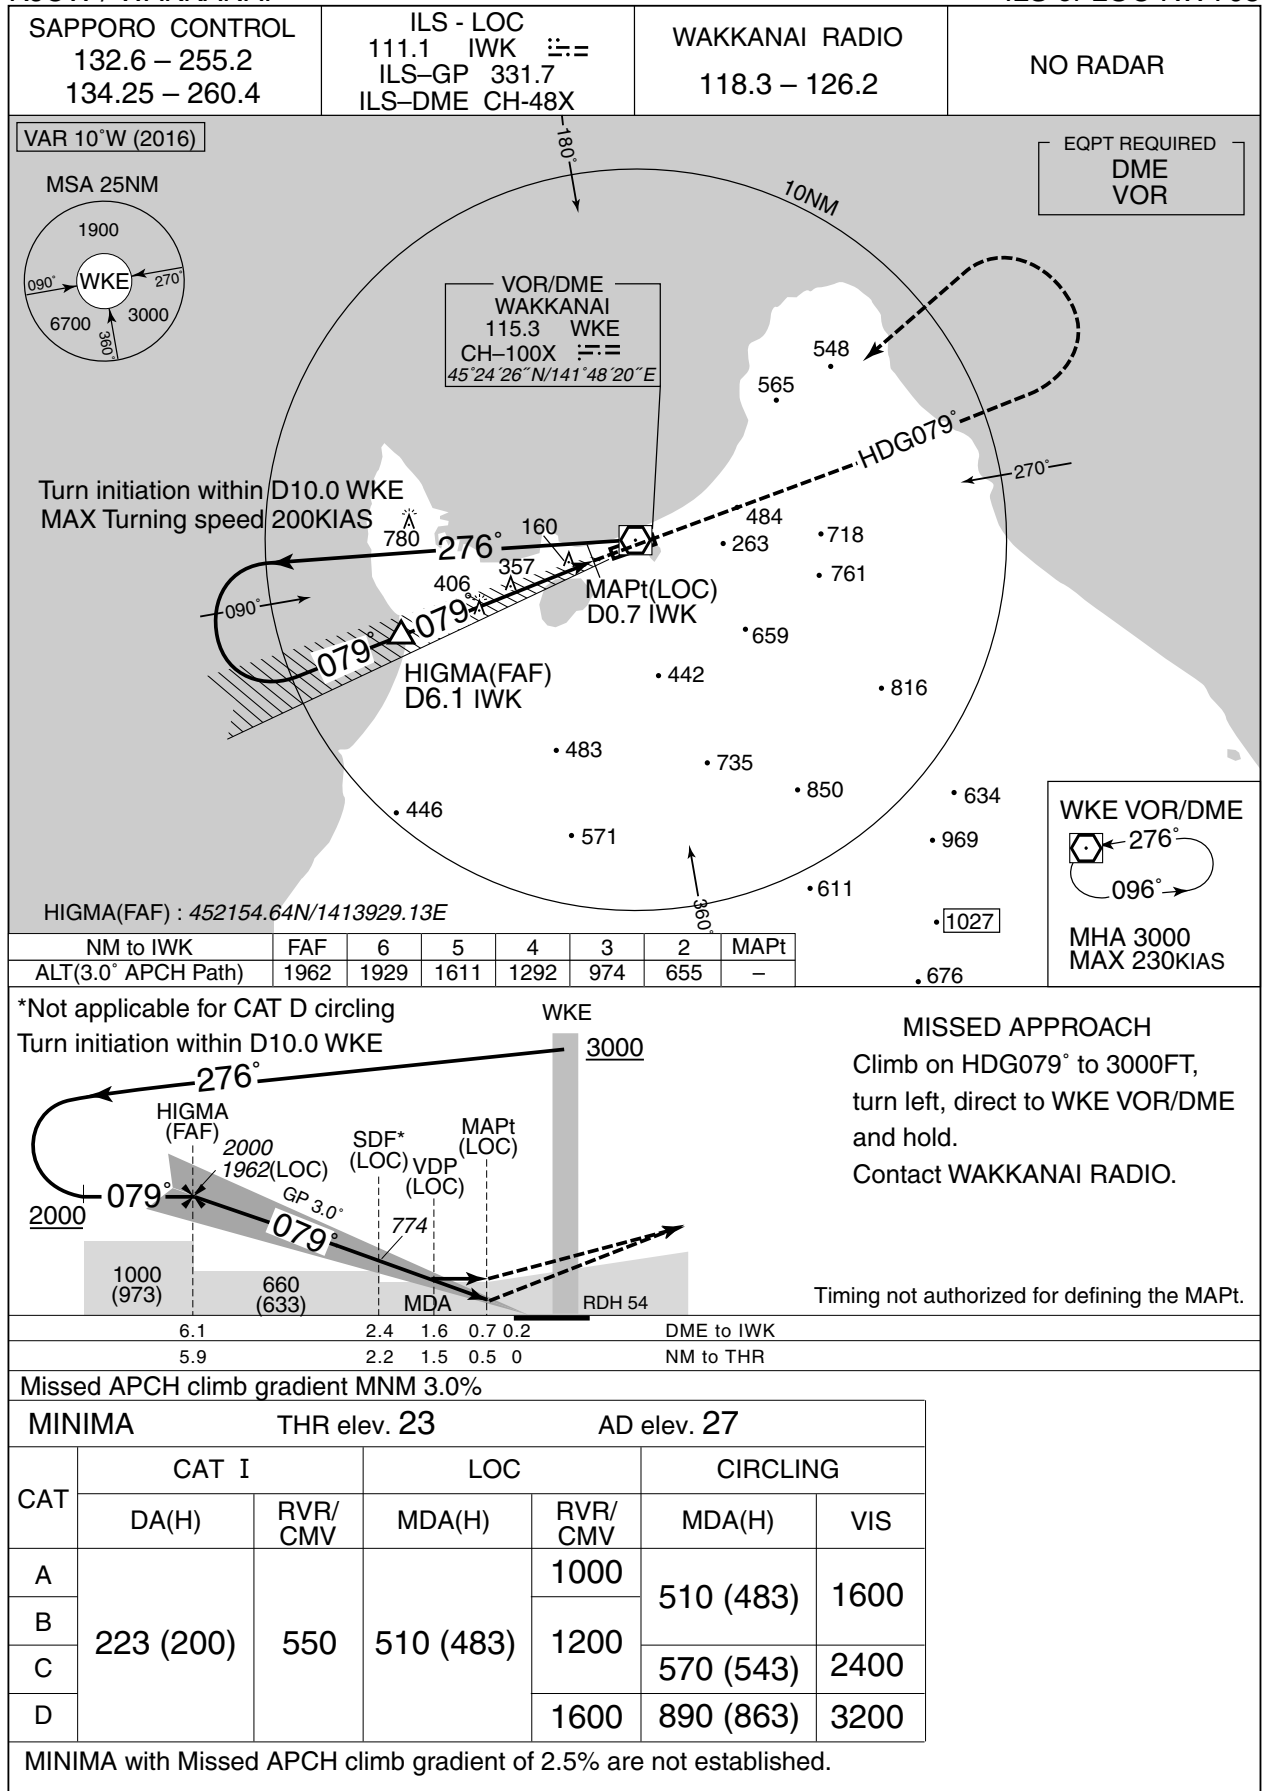 SAPPORO CONTROL
132.6 – 255.2
134.25 – 260.4
ILS - LOC
111.1 IWK
ILS–GP 331.7
ILS–DME CH-48X
WAKKANAI RADIO
118.3 – 126.2
NO RADAR
VAR 10˚W (2016)
MSA 25NM
1900
090˚
WKE
270˚
6700
3000
360˚
180˚
10NM
EQPT REQUIRED
DME
VOR
VOR/DME
WAKKANAI
115.3 WKE
CH–100X
45˚24´26˝N/141˚48´20˝E
548
565
HDG079˚
270˚
Turn initiation within D10.0 WKE
MAX Turning speed 200KIAS
780
276˚
160
357
406
484
263
718
761
MAPt(LOC)
D0.7 IWK
090˚
079˚
079˚
HIGMA(FAF)
D6.1 IWK
659
442
816
483
735
850
634
446
571
969
611
1027
676
360˚
WKE VOR/DME
276˚
096˚
MHA 3000
MAX 230KIAS
HIGMA(FAF) : 452154.64N/1413929.13E
NM to IWK FAF 6 5 4 3 2 MAPt
ALT(3.0˚ APCH Path) 1962 1929 1611 1292 974 655 –
*Not applicable for CAT D circling
Turn initiation within D10.0 WKE
WKE
3000
276˚
HIGMA
(FAF)
2000
1962(LOC)
SDF*
(LOC)
VDP
(LOC)
MAPt
(LOC)
079˚
2000
GP 3.0˚
079˚
774
1000
(973)
660
(633)
MDA
RDH 54
6.1 2.4 1.6 0.7 0.2 DME to IWK
5.9 2.2 1.5 0.5 0 NM to THR
MISSED APPROACH
Climb on HDG079˚ to 3000FT,
turn left, direct to WKE VOR/DME
and hold.
Contact WAKKANAI RADIO.
Timing not authorized for defining the MAPt.
Missed APCH climb gradient MNM 3.0%
MINIMA THR elev. 23 AD elev. 27
CAT CAT I LOC CIRCLING
DA(H) RVR/CMV MDA(H) RVR/CMV MDA(H) VIS
A 1000
B 223 (200) 550 510 (483) 1200 510 (483) 1600
C 570 (543) 2400
D 1600 890 (863) 3200
MINIMA with Missed APCH climb gradient of 2.5% are not established.